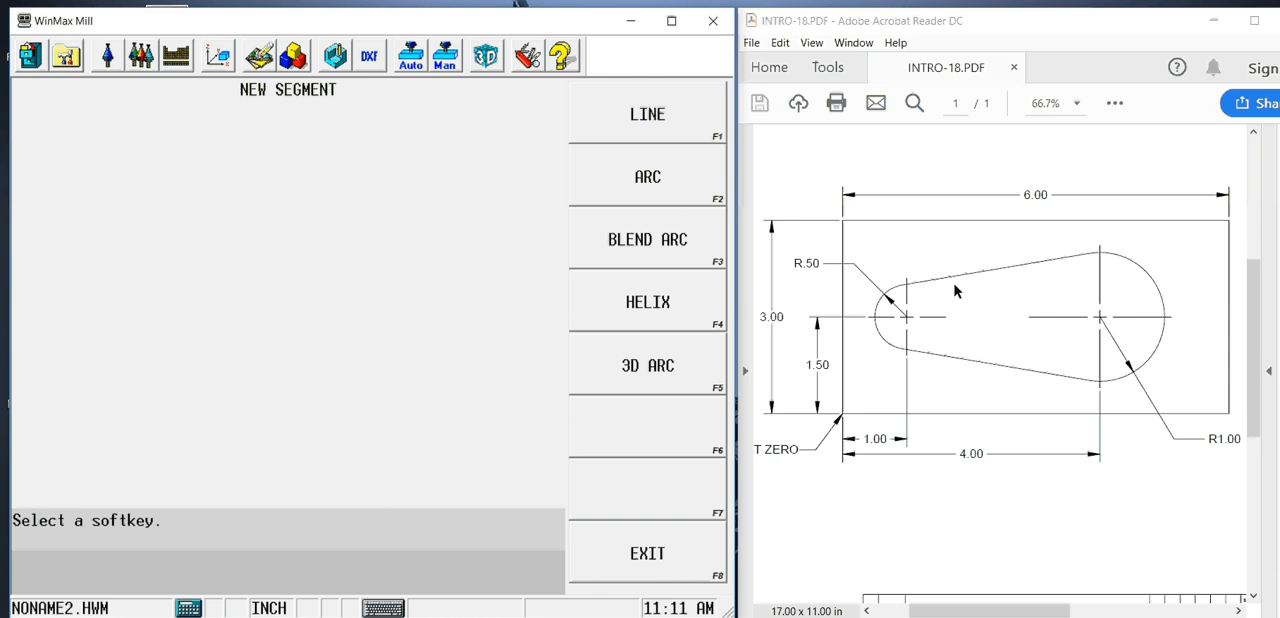 WinMax Mill
DXF
Auto
Man
3D
NEW SEGMENT
LINE
F1
ARC
F2
BLEND ARC
F3
HELIX
F4
3D ARC
F5
F6
F7
EXIT
F8
Select a softkey.
NONAME2.HWM
INCH
11:11 AM
INTRO-18.PDF - Adobe Acrobat Reader DC
File Edit View Window Help
Home Tools INTRO-18.PDF × Sign
1 / 1 66.7% Sha
6.00
R.50
3.00
1.50
T ZERO
1.00
4.00
R1.00
17.00 x 11.00 in